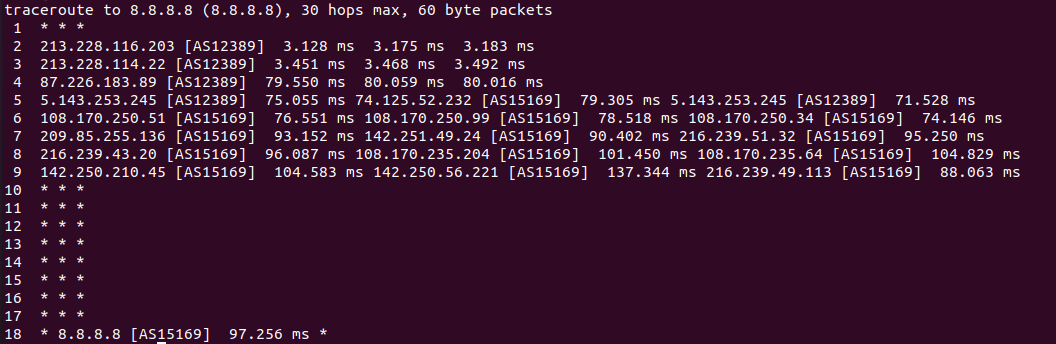 traceroute to 8.8.8.8 (8.8.8.8), 30 hops max, 60 byte packets
 1  * * *
 2  213.228.116.203 [AS12389]  3.128 ms  3.175 ms  3.183 ms
 3  213.228.114.22 [AS12389]  3.451 ms  3.468 ms  3.492 ms
 4  87.226.183.89 [AS12389]  79.550 ms  80.059 ms  80.016 ms
 5  5.143.253.245 [AS12389]  75.055 ms 74.125.52.232 [AS15169]  79.305 ms 5.143.253.245 [AS12389]  71.528 ms
 6  108.170.250.51 [AS15169]  76.551 ms 108.170.250.99 [AS15169]  78.518 ms 108.170.250.34 [AS15169]  74.146 ms
 7  209.85.255.136 [AS15169]  93.152 ms 142.251.49.24 [AS15169]  90.402 ms 216.239.51.32 [AS15169]  95.250 ms
 8  216.239.43.20 [AS15169]  96.087 ms 108.170.235.204 [AS15169]  101.450 ms 108.170.235.64 [AS15169]  104.829 ms
 9  142.250.210.45 [AS15169]  104.583 ms 142.250.56.221 [AS15169]  137.344 ms 216.239.49.113 [AS15169]  88.063 ms
10  * * *
11  * * *
12  * * *
13  * * *
14  * * *
15  * * *
16  * * *
17  * * *
18  * 8.8.8.8 [AS15169]  97.256 ms *